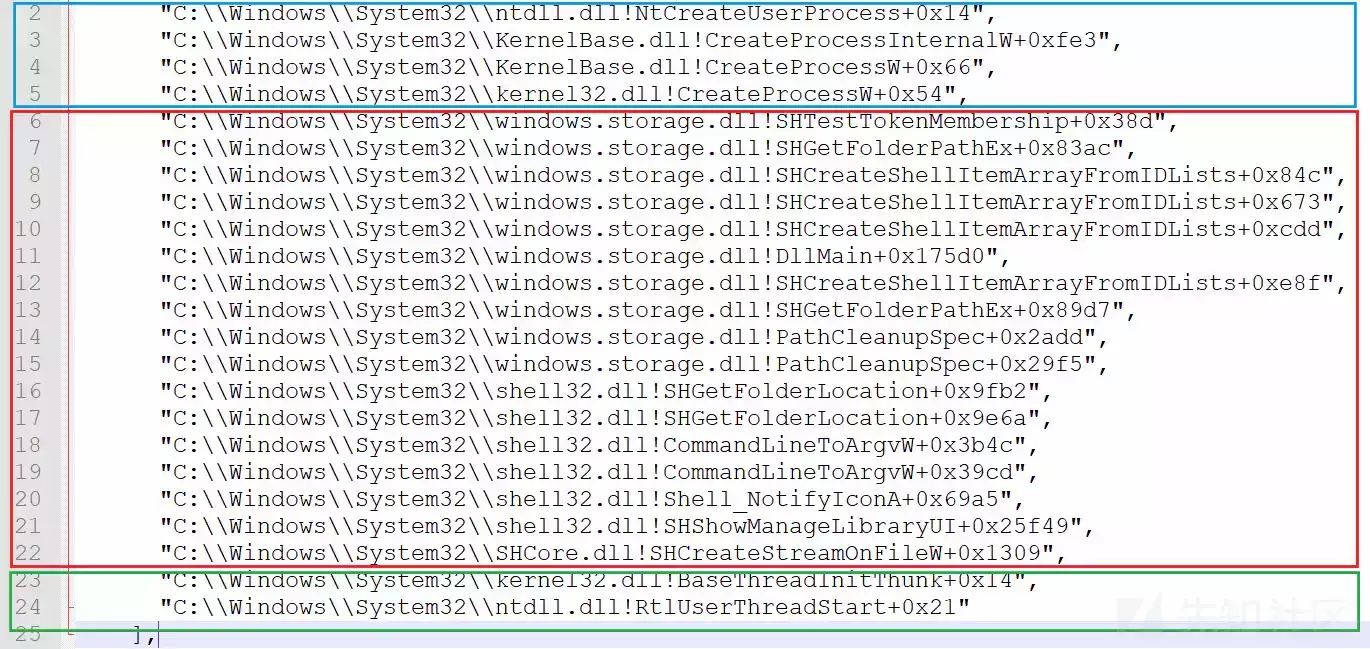 2 "C:\\Windows\\System32\\ntdll.dll!NtCreateUserProcess+0x14",
3 "C:\\Windows\\System32\\KernelBase.dll!CreateProcessInternalW+0xfe3",
4 "C:\\Windows\\System32\\KernelBase.dll!CreateProcessW+0x66",
5 "C:\\Windows\\System32\\kernel32.dll!CreateProcessW+0x54",
6 "C:\\Windows\\System32\\windows.storage.dll!SHTestTokenMembership+0x38d",
7 "C:\\Windows\\System32\\windows.storage.dll!SHGetFolderPathEx+0x83ac",
8 "C:\\Windows\\System32\\windows.storage.dll!SHCreateShellItemArrayFromIDLists+0x84c",
9 "C:\\Windows\\System32\\windows.storage.dll!SHCreateShellItemArrayFromIDLists+0x673",
10 "C:\\Windows\\System32\\windows.storage.dll!SHCreateShellItemArrayFromIDLists+0xcdd",
11 "C:\\Windows\\System32\\windows.storage.dll!DllMain+0x175d0",
12 "C:\\Windows\\System32\\windows.storage.dll!SHCreateShellItemArrayFromIDLists+0xe8f",
13 "C:\\Windows\\System32\\windows.storage.dll!SHGetFolderPathEx+0x89d7",
14 "C:\\Windows\\System32\\windows.storage.dll!PathCleanupSpec+0x2add",
15 "C:\\Windows\\System32\\windows.storage.dll!PathCleanupSpec+0x29f5",
16 "C:\\Windows\\System32\\shell32.dll!SHGetFolderLocation+0x9fb2",
17 "C:\\Windows\\System32\\shell32.dll!SHGetFolderLocation+0x9e6a",
18 "C:\\Windows\\System32\\shell32.dll!CommandLineToArgvW+0x3b4c",
19 "C:\\Windows\\System32\\shell32.dll!CommandLineToArgvW+0x39cd",
20 "C:\\Windows\\System32\\shell32.dll!Shell_NotifyIconA+0x69a5",
21 "C:\\Windows\\System32\\shell32.dll!SHShowManageLibraryUI+0x25f49",
22 "C:\\Windows\\System32\\SHCore.dll!SHCreateStreamOnFileW+0x1309",
23 "C:\\Windows\\System32\\kernel32.dll!BaseThreadInitThunk+0x14",
24 "C:\\Windows\\System32\\ntdll.dll!RtlUserThreadStart+0x21"
25 ],
先知社区